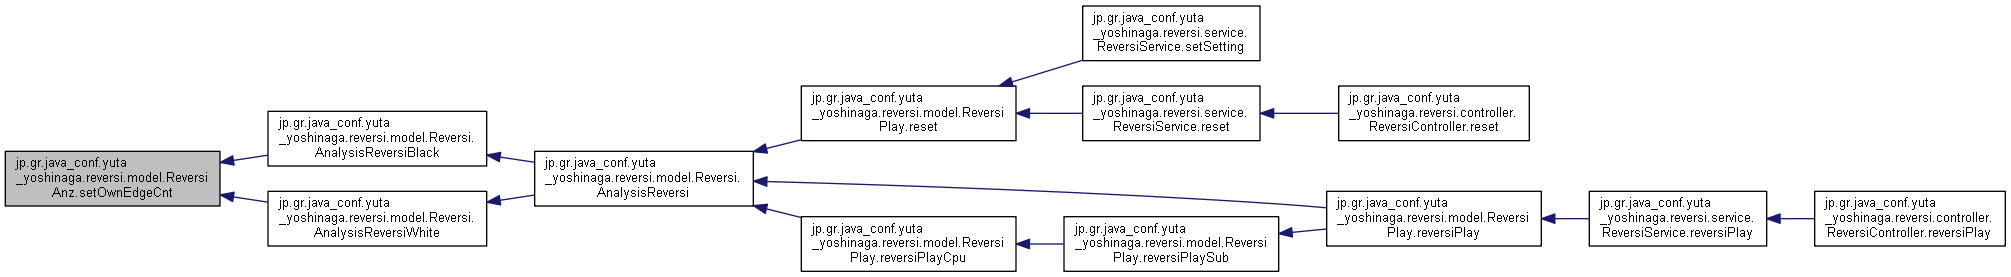 jp.gr.java_conf.yuta
_yoshinaga.reversi.model.Reversi
Anz.setOwnEdgeCnt
jp.gr.java_conf.yuta
_yoshinaga.reversi.model.Reversi.
AnalysisReversiBlack
jp.gr.java_conf.yuta
_yoshinaga.reversi.model.Reversi.
AnalysisReversiWhite
jp.gr.java_conf.yuta
_yoshinaga.reversi.model.Reversi.
AnalysisReversi
jp.gr.java_conf.yuta
_yoshinaga.reversi.model.Reversi
Play.reset
jp.gr.java_conf.yuta
_yoshinaga.reversi.service.
ReversiService.setSetting
jp.gr.java_conf.yuta
_yoshinaga.reversi.service.
ReversiService.reset
jp.gr.java_conf.yuta
_yoshinaga.reversi.controller.
ReversiController.reset
jp.gr.java_conf.yuta
_yoshinaga.reversi.model.Reversi
Play.reversiPlayCpu
jp.gr.java_conf.yuta
_yoshinaga.reversi.model.Reversi
Play.reversiPlaySub
jp.gr.java_conf.yuta
_yoshinaga.reversi.model.Reversi
Play.reversiPlay
jp.gr.java_conf.yuta
_yoshinaga.reversi.service.
ReversiService.reversiPlay
jp.gr.java_conf.yuta
_yoshinaga.reversi.controller.
ReversiController.reversiPlay